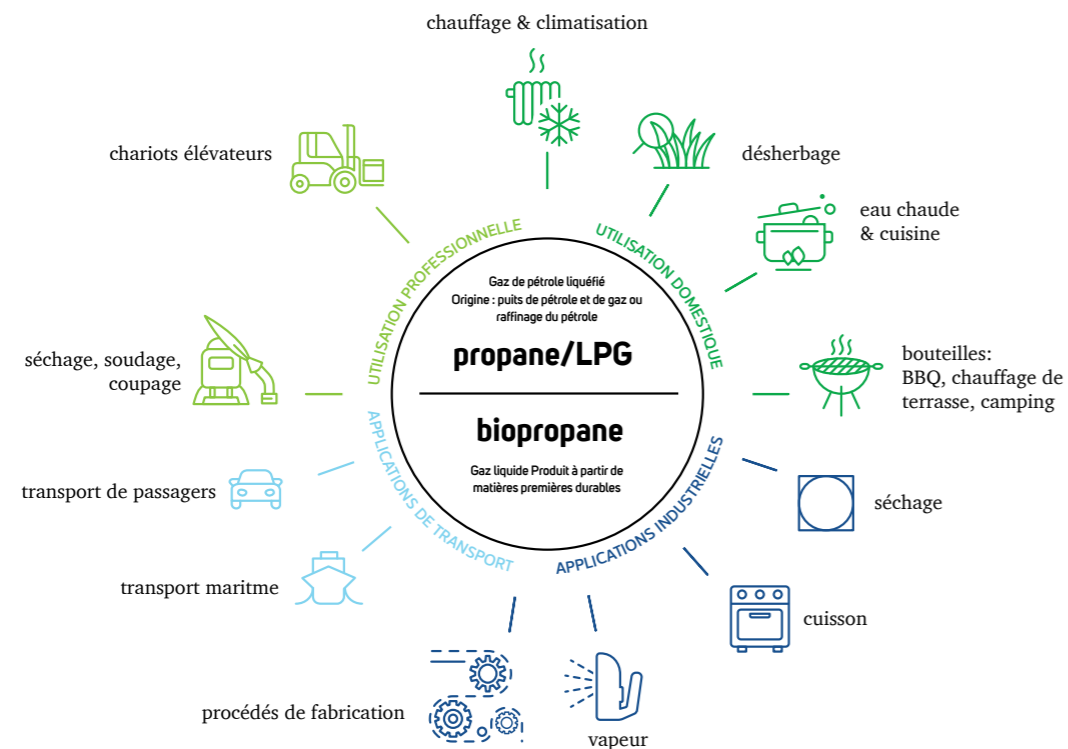 chauffage & climatisation
chariots élévateurs
désherbage
eau chaude
& cuisine
UTILISATION PROFESSIONNELLE
UTILISATION DOMESTIQUE
Gaz de pétrole liquéfié
Origine : puits de pétrole et de gaz ou
raffinage du pétrole
propane/LPG
séchage, soudage,
coupage
bouteilles:
BBQ, chauffage de
terrasse, camping
biopropane
Gaz liquide Produit à partir de
matières premières durables
APPLICATIONS DE TRANSPORT
APPLICATIONS INDUSTRIELLES
transport de passagers
séchage
transport maritme
cuisson
procédés de fabrication
vapeur